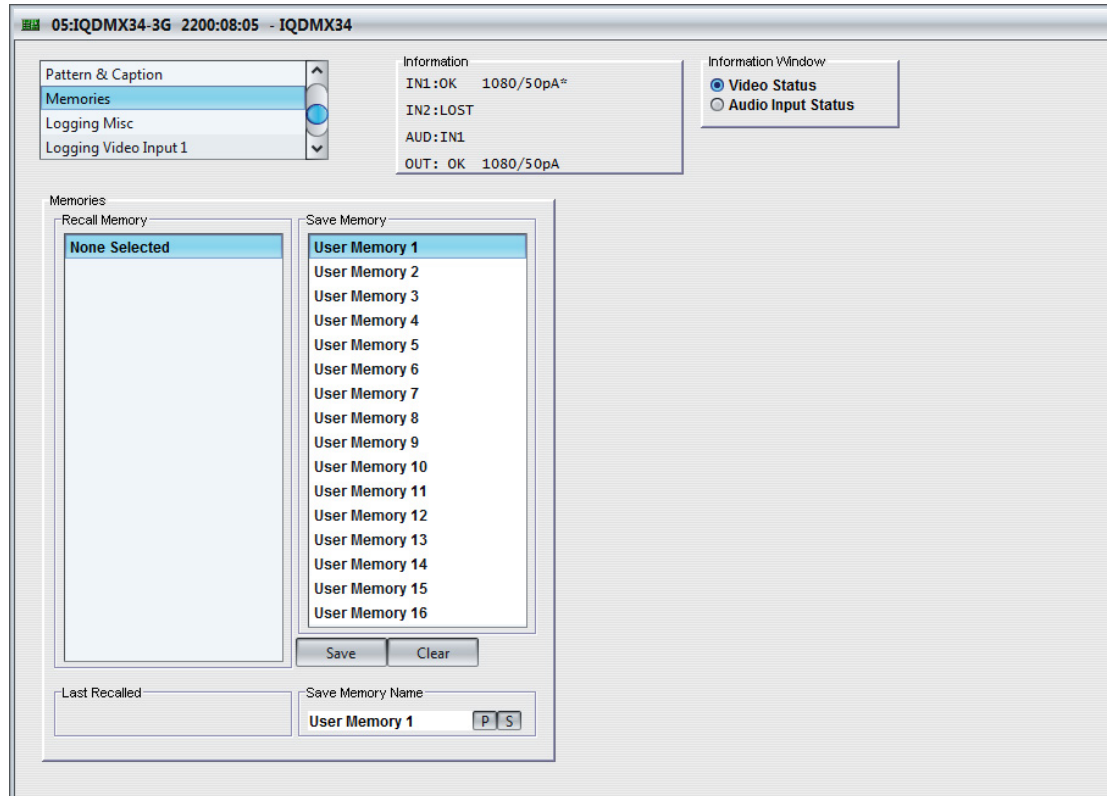 05:IQDMX34-3G 2200:08:05 - IQDMX34
Pattern & Caption
Memories
Logging Misc
Logging Video Input 1
Information
IN1:OK 1080/50pA*
IN2:LOST
AUD:IN1
OUT: OK 1080/50pA
Information Window
Video Status
Audio Input Status
Memories
Recall Memory
None Selected
Save Memory
User Memory 1
User Memory 2
User Memory 3
User Memory 4
User Memory 5
User Memory 6
User Memory 7
User Memory 8
User Memory 9
User Memory 10
User Memory 11
User Memory 12
User Memory 13
User Memory 14
User Memory 15
User Memory 16
Save Clear
Last Recalled
Save Memory Name
User Memory 1 P S